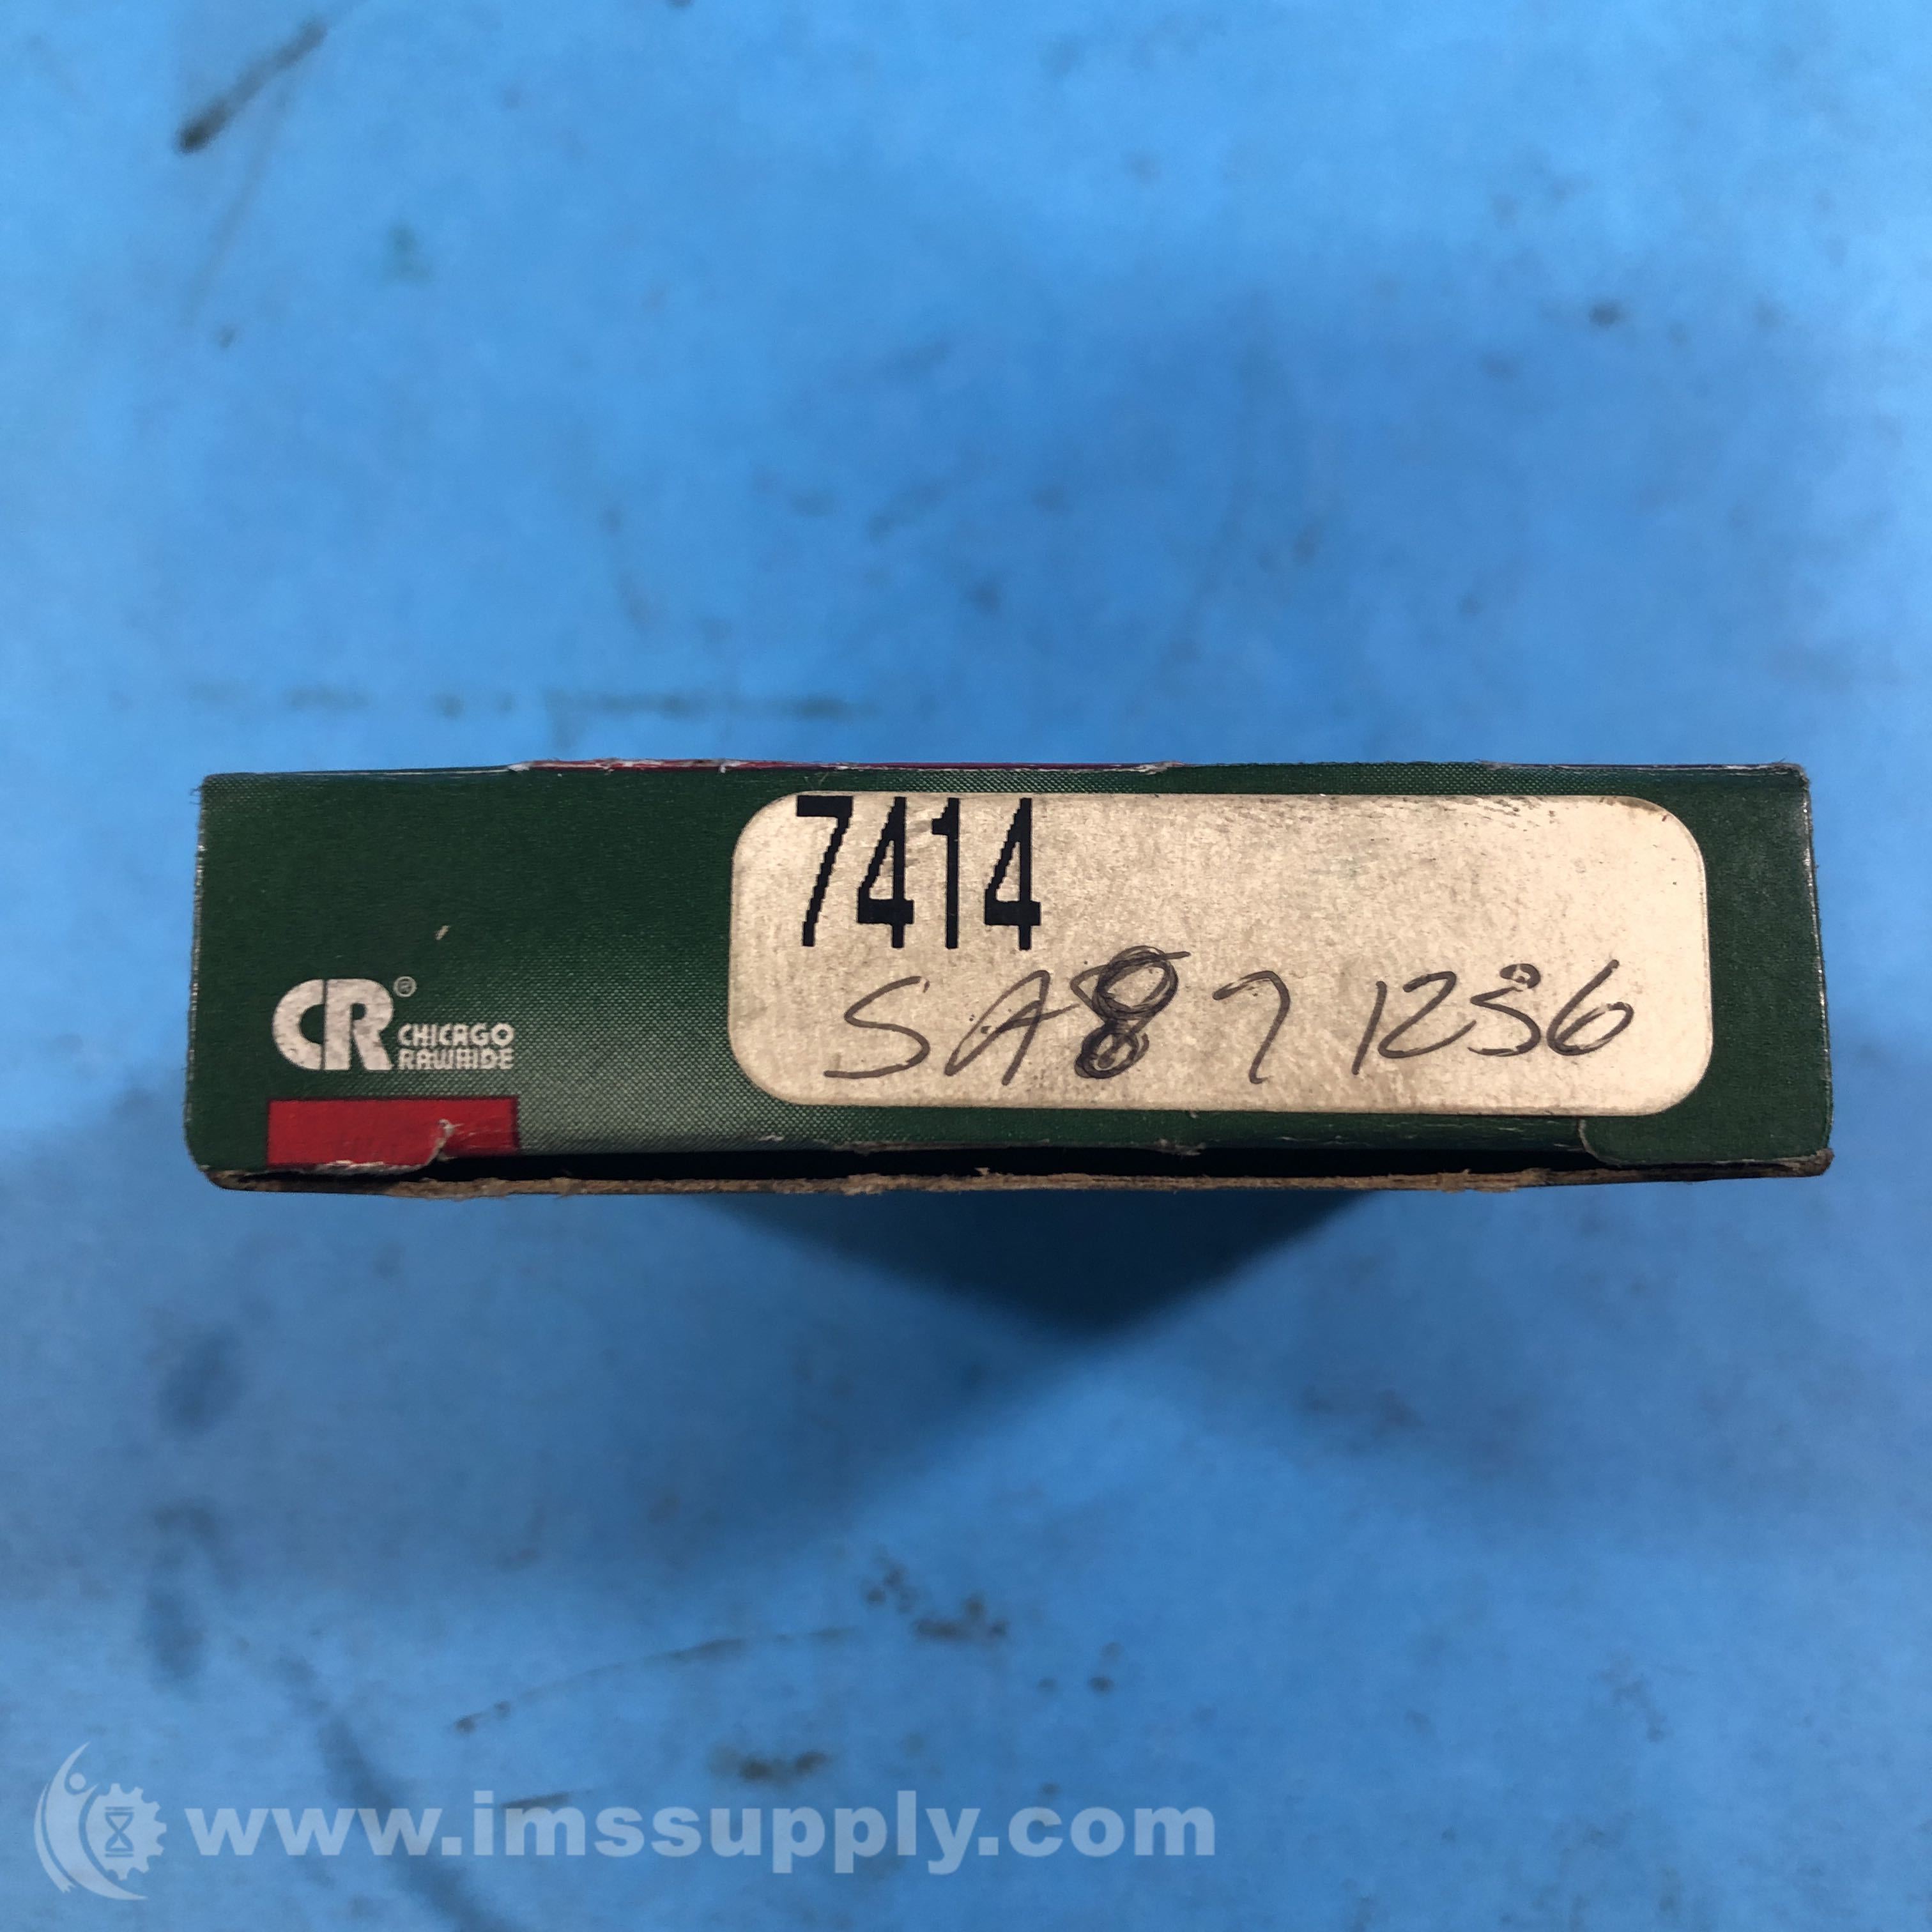 7414
SA87 1236
CR®
CHICAGO
RAWHIDE
www.imssupply.com